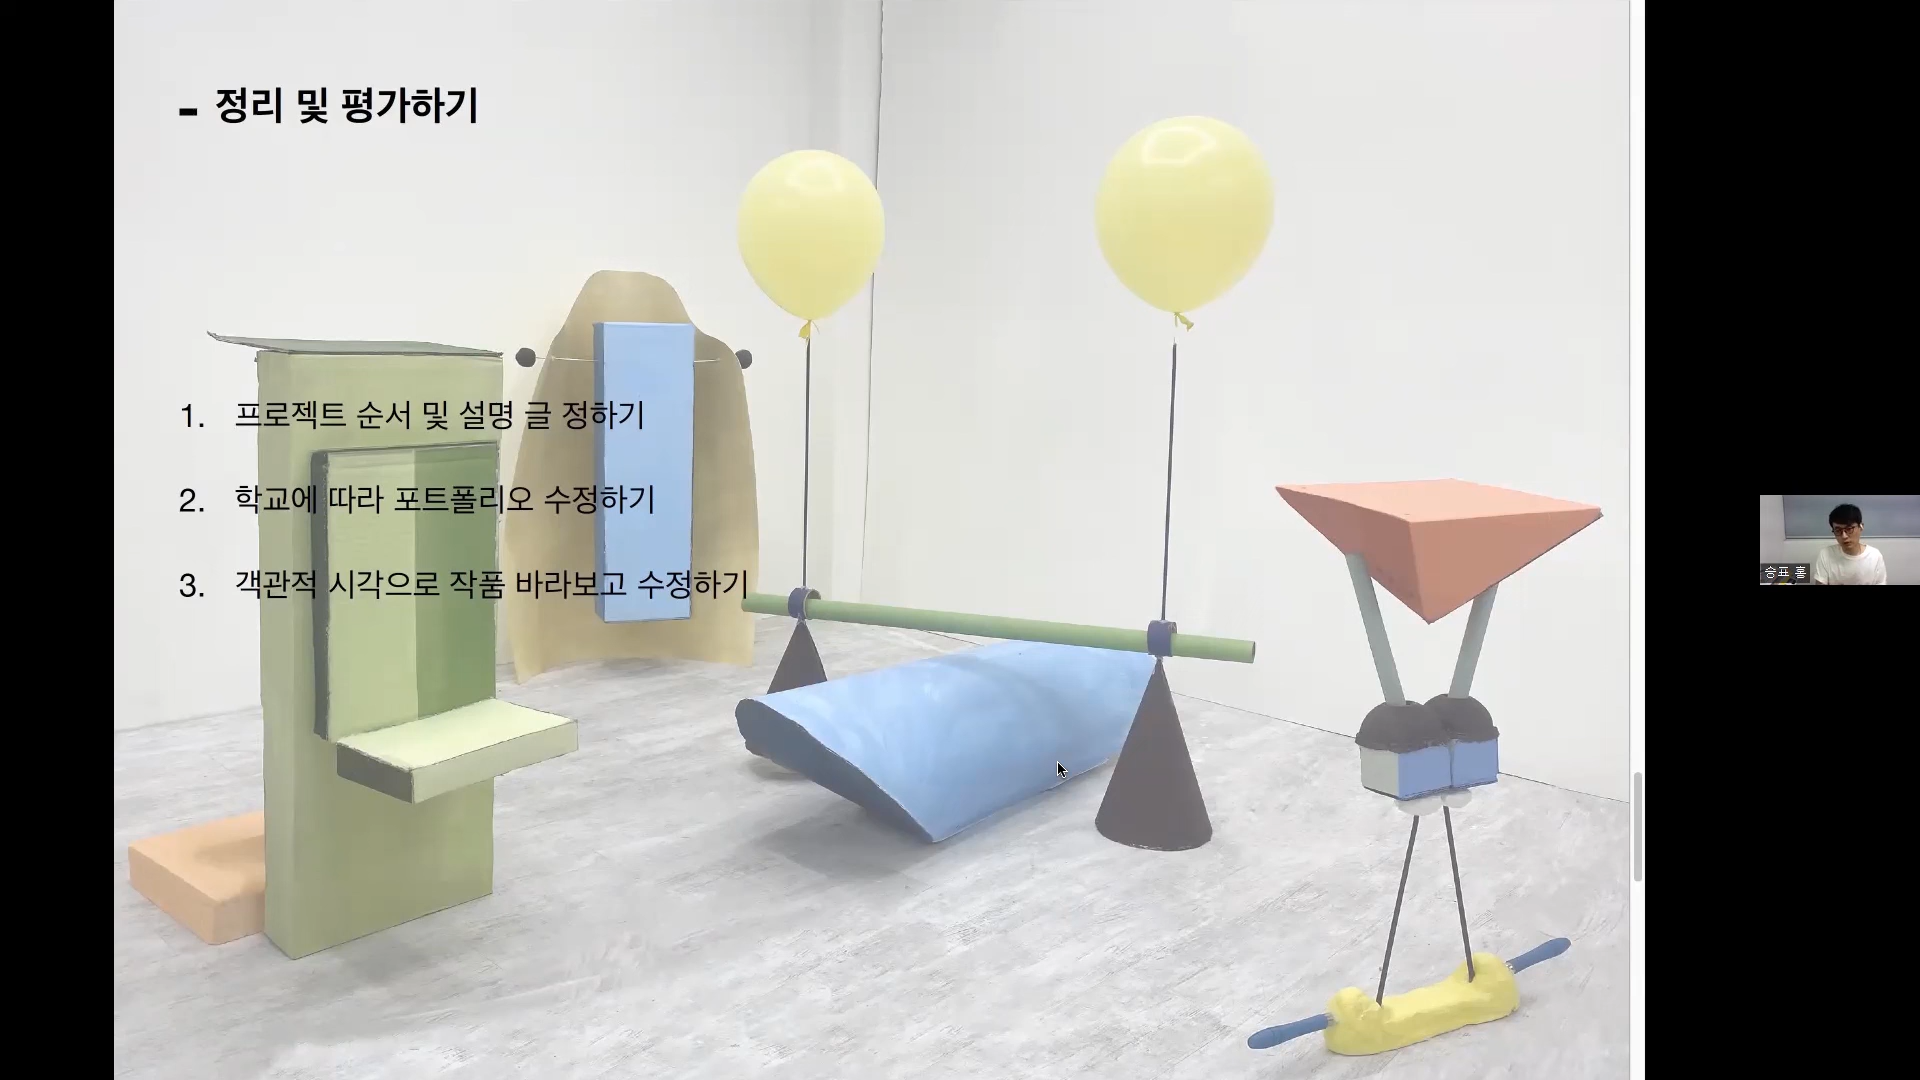 - 정리 및 평가하기
1. 프로젝트 순서 및 설명 글 정하기
2. 학교에 따라 포트폴리오 수정하기
3. 객관적 시각으로 작품 바라보고 수정하기
승표 홍